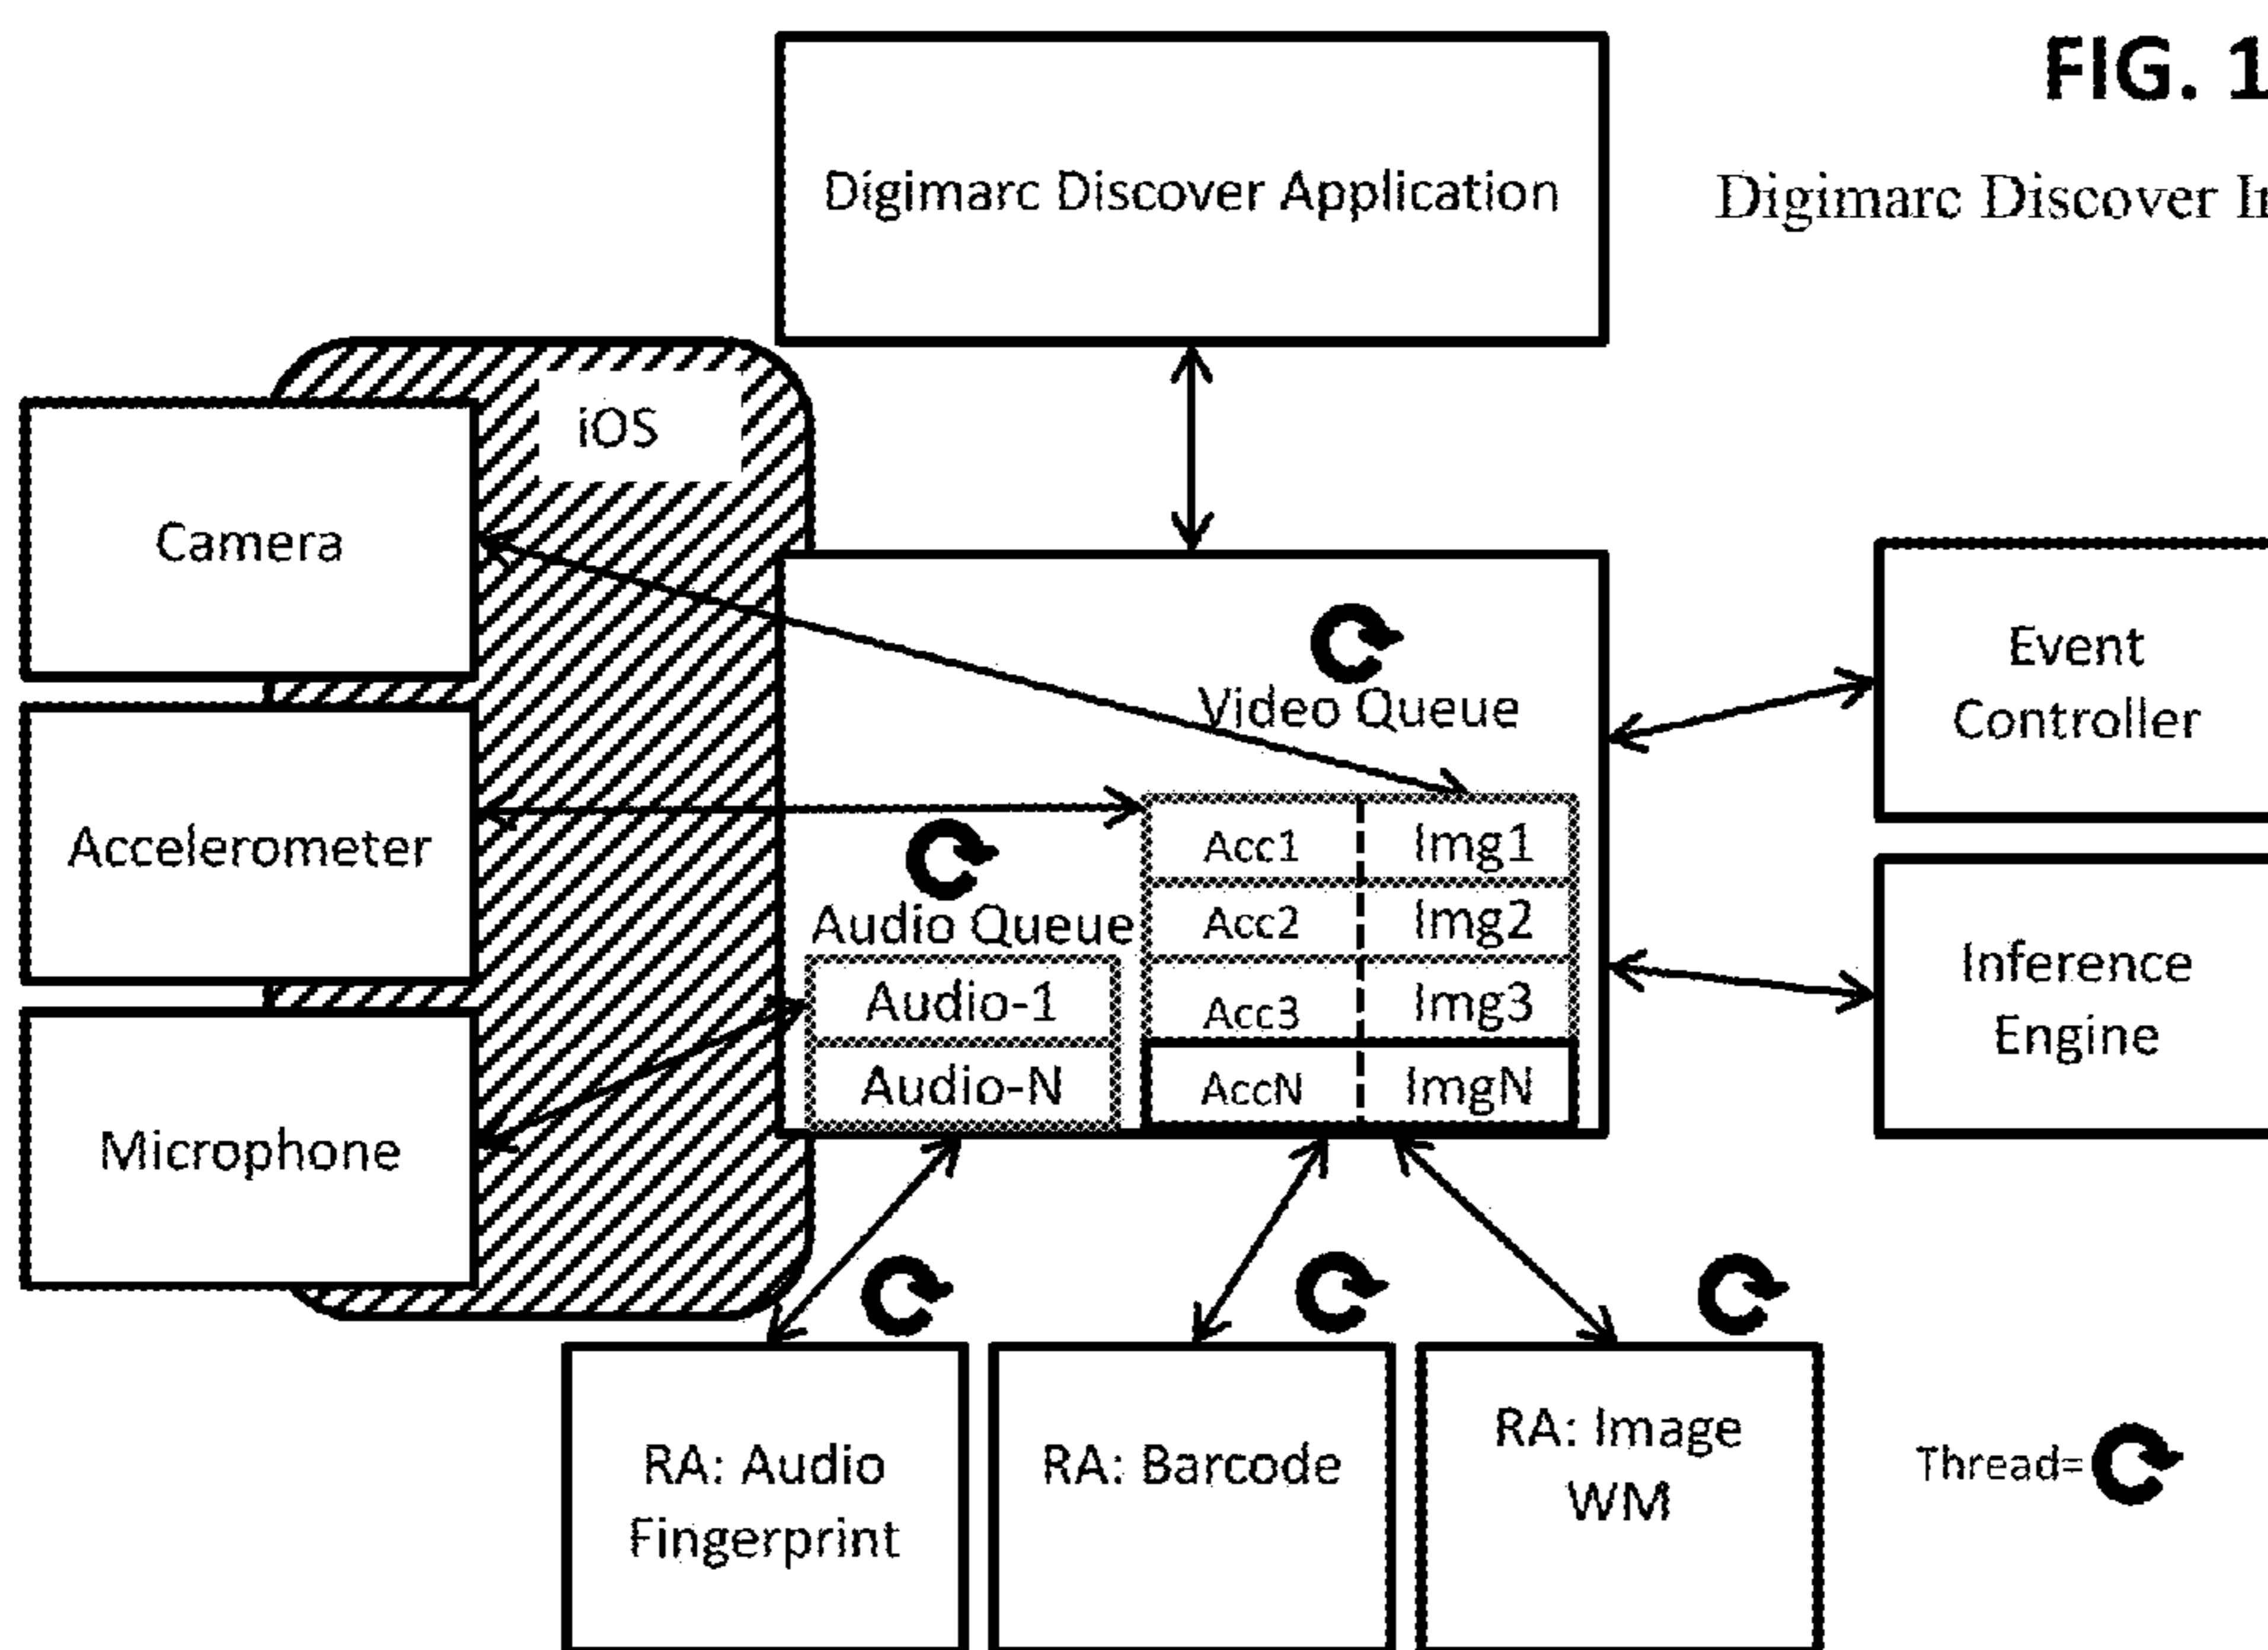 FIG. 1
Digimarc Discover Application
Digimarc Discover
iOS
Camera
Accelerometer
Microphone
Video Queue
Acc1 Img1
Acc2 Img2
Acc3 Img3
AccN ImgN
Audio Queue
Audio-1
Audio-N
Event
Controller
Inference
Engine
RA: Audio
Fingerprint
RA: Barcode
RA: Image
WM
Thread=